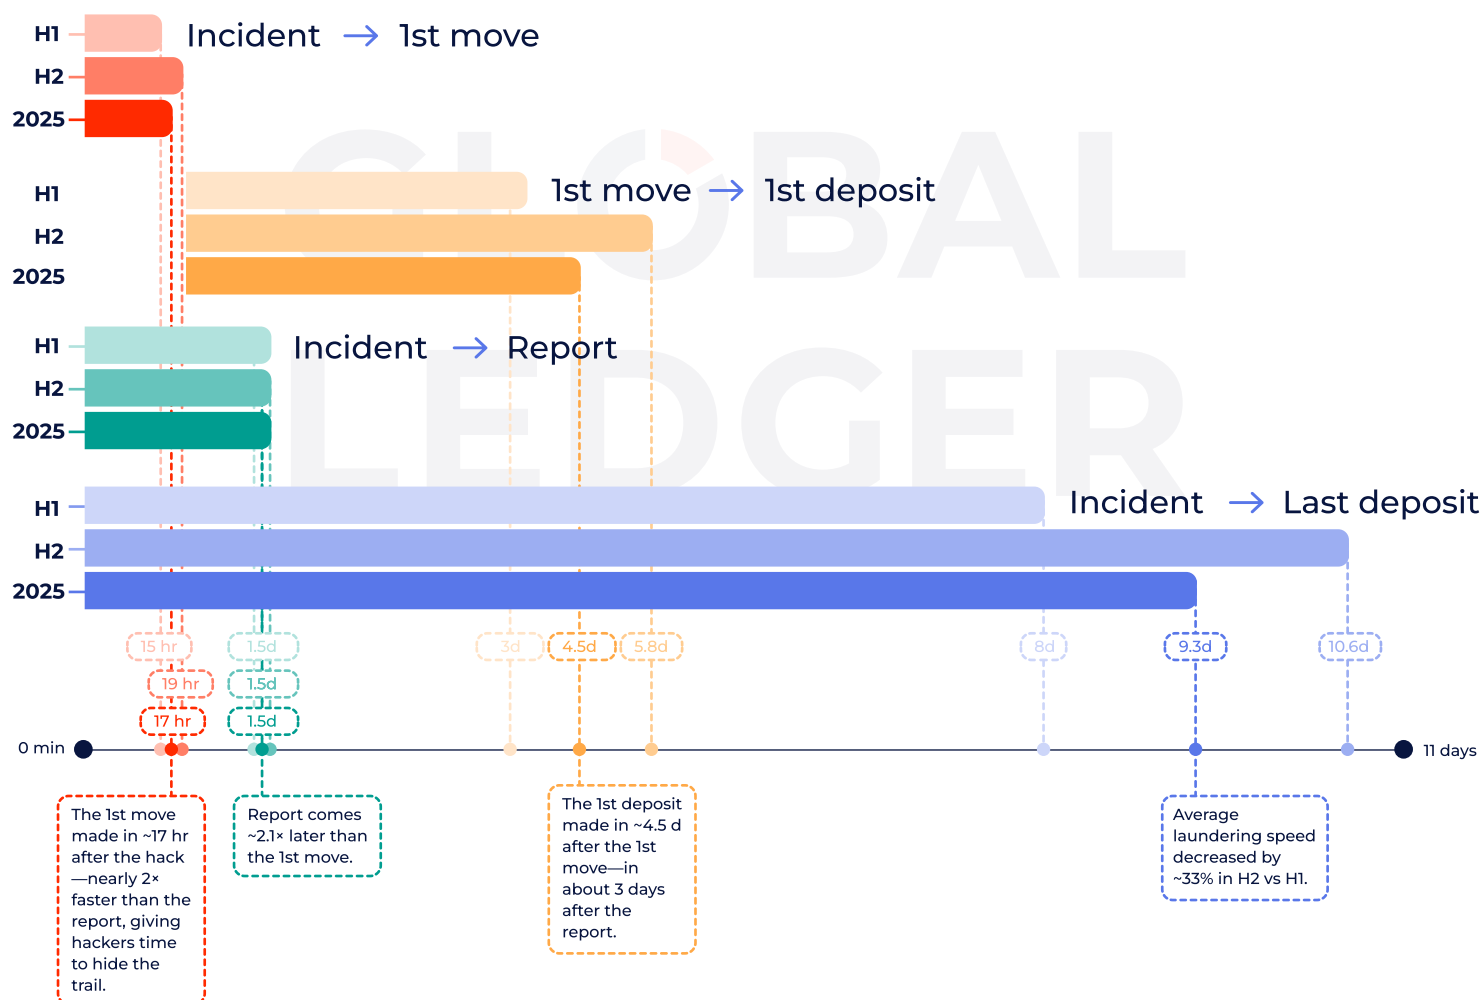 H1
Incident → 1st move
H2
2025
GLOBAL
H1
1st move → 1st deposit
H2
2025
H1
Incident → Report
H2
2025
LEDGER
H1
Incident → Last deposit
H2
2025
15 hr
1.5d
3d
4.5d
5.8d
8d
9.3d
10.6d
19 hr
1.5d
17 hr
1.5d
0 min
11 days
The 1st move
made in ~17 hr
after the hack
—nearly 2×
faster than the
report, giving
hackers time
to hide the
trail.
Report comes
~2.1× later than
the 1st move.
The 1st deposit
made in ~4.5 d
after the 1st
move—in
about 3 days
after the
report.
Average
laundering speed
decreased by
~33% in H2 vs H1.